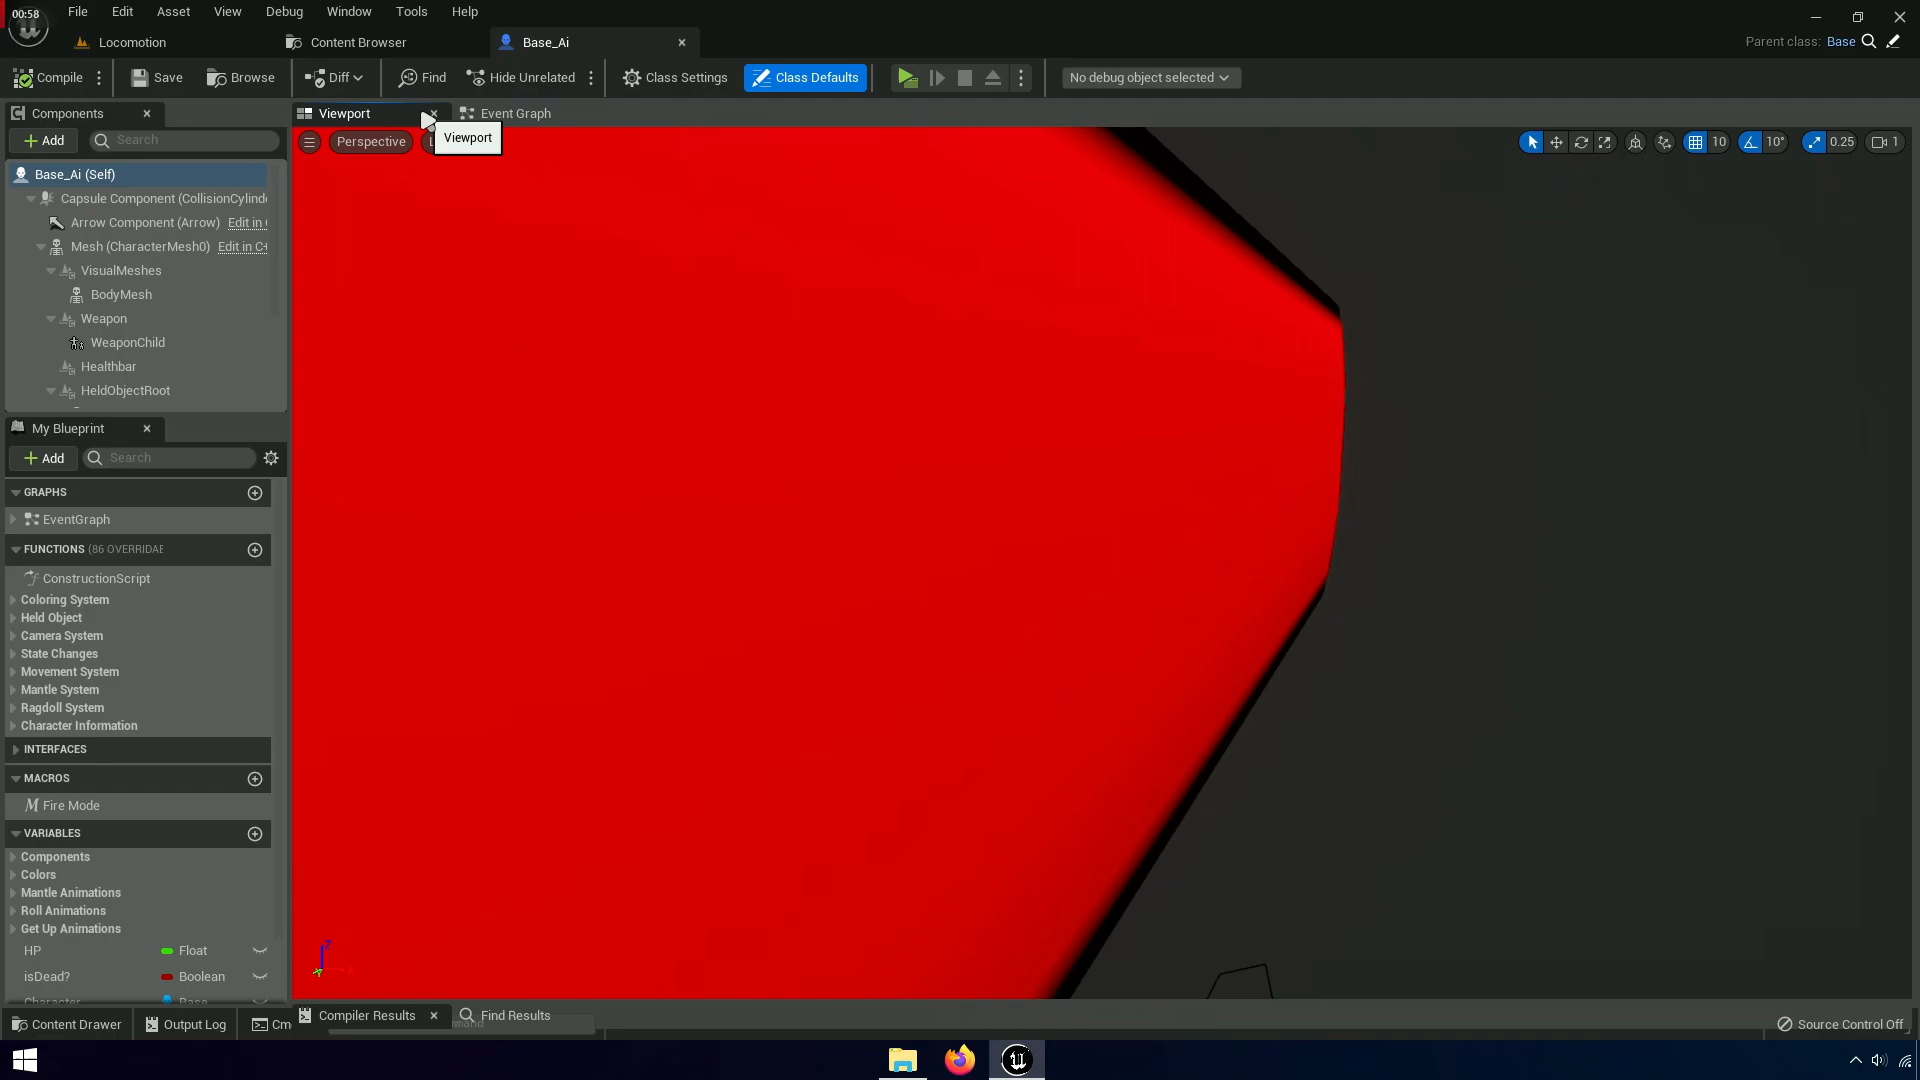 00:58
File Edit Asset View Debug Window Tools Help
Locomotion
Content Browser
Base_Ai
Parent class: Base
Compile
Save
Browse
Diff
Find
Hide Unrelated
Class Settings
Class Defaults
No debug object selected
Components
Viewport
Event Graph
Add
Search
Perspective
Viewport
10
10°
0.25
1
Base_Ai (Self)
Capsule Component (CollisionCylinde
Arrow Component (Arrow) Edit in
Mesh (CharacterMesh0) Edit in C+
VisualMeshes
BodyMesh
Weapon
WeaponChild
Healthbar
HeldObjectRoot
My Blueprint
Add
Search
GRAPHS
EventGraph
FUNCTIONS (86 OVERRIDAE
ConstructionScript
Coloring System
Held Object
Camera System
State Changes
Movement System
Mantle System
Ragdoll System
Character Information
INTERFACES
MACROS
Fire Mode
VARIABLES
Components
Colors
Mantle Animations
Roll Animations
Get Up Animations
HP Float
isDead? Boolean
Character Base
Z
Compiler Results
Find Results
Content Drawer
Output Log
Cm
Source Control Off